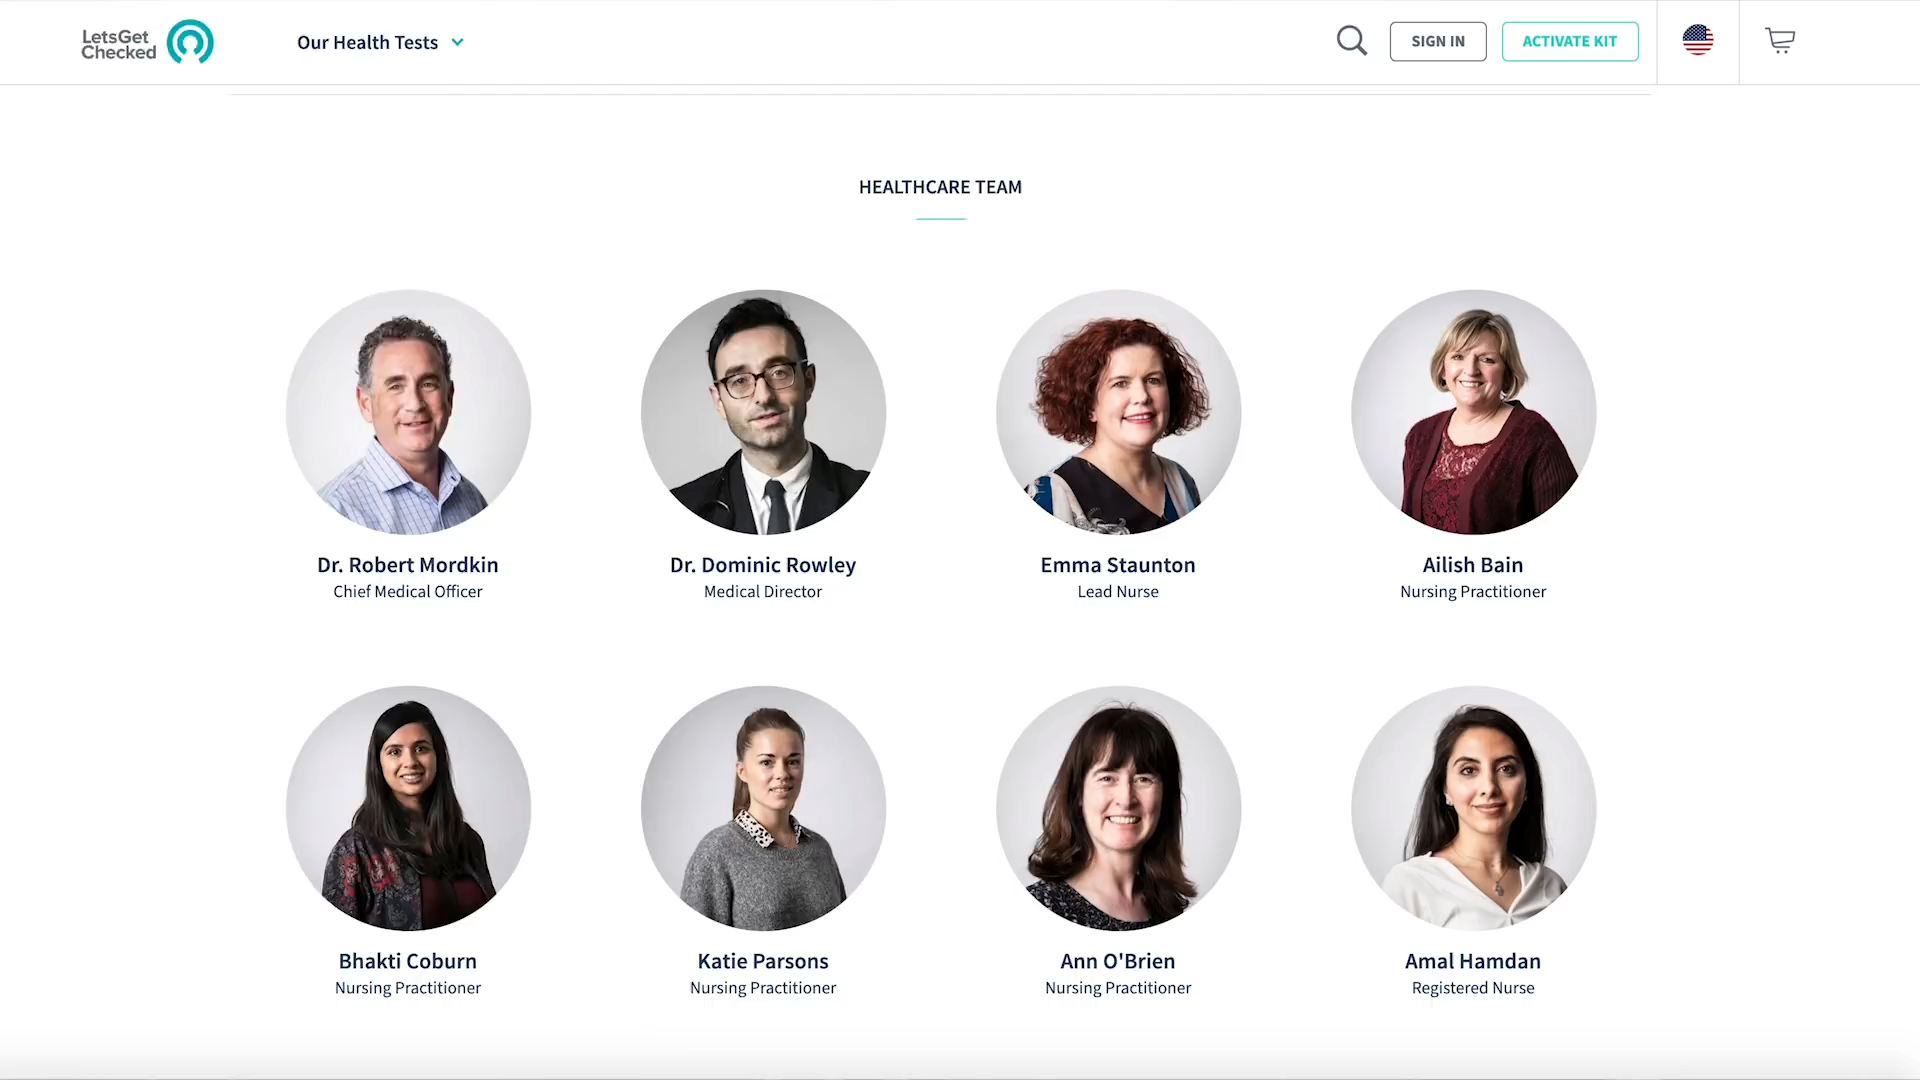 LetsGet
Checked
Our Health Tests
SIGN IN
ACTIVATE KIT
HEALTHCARE TEAM
Dr. Robert Mordkin
Chief Medical Officer
Dr. Dominic Rowley
Medical Director
Emma Staunton
Lead Nurse
Ailish Bain
Nursing Practitioner
Bhakti Coburn
Nursing Practitioner
Katie Parsons
Nursing Practitioner
Ann O'Brien
Nursing Practitioner
Amal Hamdan
Registered Nurse